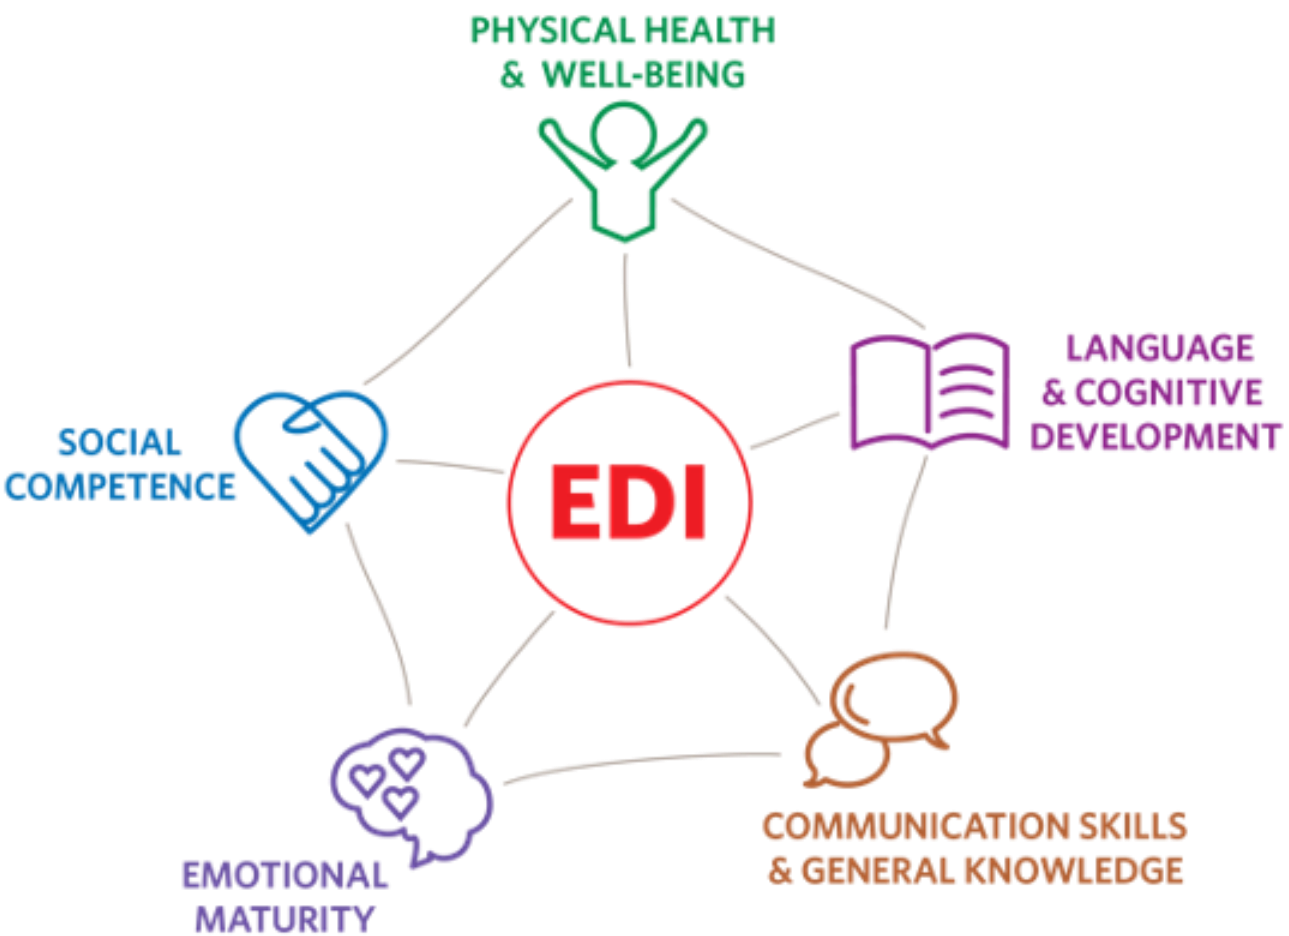 PHYSICAL HEALTH
& WELL-BEING
LANGUAGE
& COGNITIVE
DEVELOPMENT
SOCIAL
COMPETENCE
EDI
COMMUNICATION SKILLS
& GENERAL KNOWLEDGE
EMOTIONAL
MATURITY